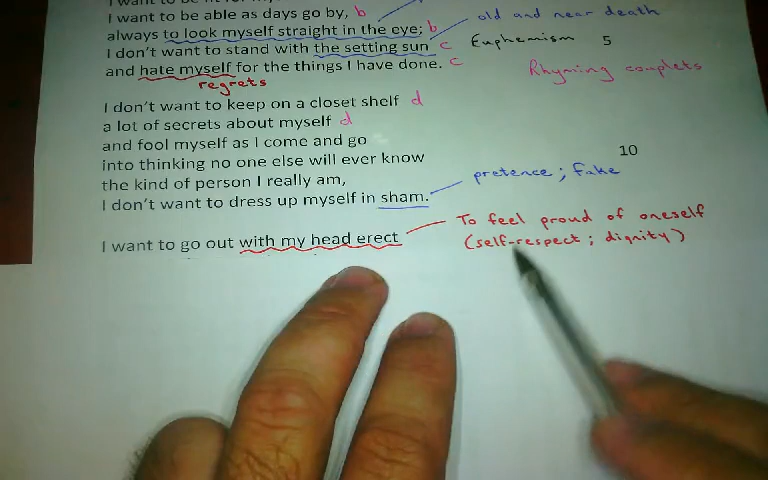 I want to be able as days go by, b
always to look myself straight in the eye; b old and near death
I don't want to stand with the setting sun c Euphemism 5
and hate myself for the things I have done. c Rhyming couplets
regrets
I don't want to keep on a closet shelf d
a lot of secrets about myself d
and fool myself as I come and go
into thinking no one else will ever know 10
the kind of person I really am, pretence; fake
I don't want to dress up myself in sham.
I want to go out with my head erect To feel proud of oneself
(self-respect; dignity)